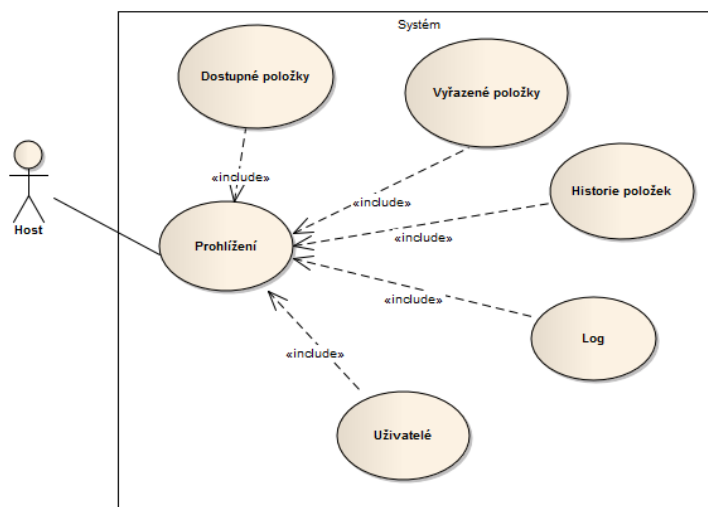 Systém
Dostupné položky
Vyřazené položky
«include»
«include»
Historie položek
Host
Prohlížení
«include»
«include»
Log
«include»
Uživatelé